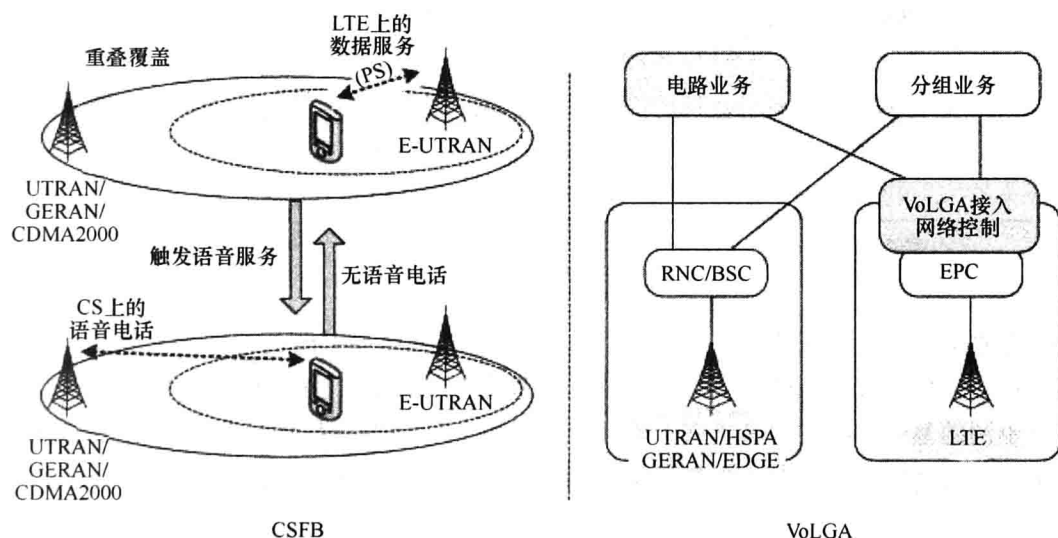 LTE上的
数据服务
(PS)
重叠覆盖
E-UTRAN
UTRAN/
GERAN/
CDMA2000
触发语音服务
无语音电话
CS上的
语音电话
E-UTRAN
UTRAN/
GERAN/
CDMA2000
CSFB
电路业务
分组业务
VoLGA接入
网络控制
RNC/BSC
EPC
UTRAN/HSPA
GERAN/EDGE
LTE
VoLGA